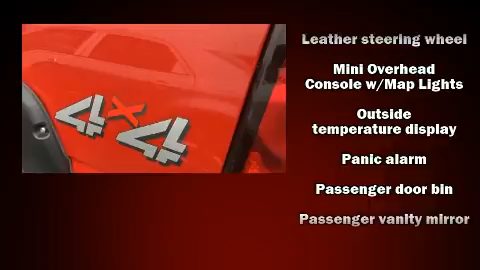 4x4
Leather steering wheel
Mini Overhead
Console w/Map Lights
Outside
temperature display
Panic alarm
Passenger door bin
Passenger vanity mirror